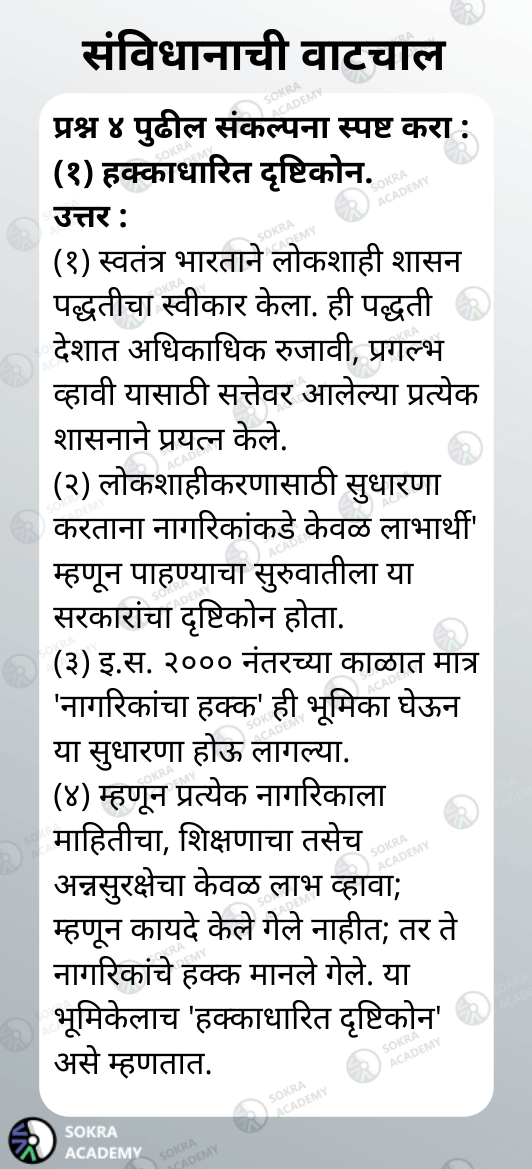 संविधानाची वाटचाल
प्रश्न ४ पुढील संकल्पना स्पष्ट करा :
(१) हक्काधारित दृष्टिकोन.
उत्तर :
(१) स्वतंत्र भारताने लोकशाही शासन
पद्धतीचा स्वीकार केला. ही पद्धती
देशात अधिकाधिक रुजावी, प्रगल्भ
व्हावी यासाठी सत्तेवर आलेल्या प्रत्येक
शासनाने प्रयत्न केले.
(२) लोकशाहीकरणासाठी सुधारणा
करताना नागरिकांकडे केवळ लाभार्थी'
म्हणून पाहण्याचा सुरुवातीला या
सरकारांचा दृष्टिकोन होता.
(३) इ.स. २००० नंतरच्या काळात मात्र
'नागरिकांचा हक्क' ही भूमिका घेऊन
या सुधारणा होऊ लागल्या.
(४) म्हणून प्रत्येक नागरिकाला
माहितीचा, शिक्षणाचा तसेच
अन्नसुरक्षेचा केवळ लाभ व्हावा;
म्हणून कायदे केले गेले नाहीत; तर ते
नागरिकांचे हक्क मानले गेले. या
भूमिकेलाच 'हक्काधारित दृष्टिकोन'
असे म्हणतात.
SOKRA
ACADEMY